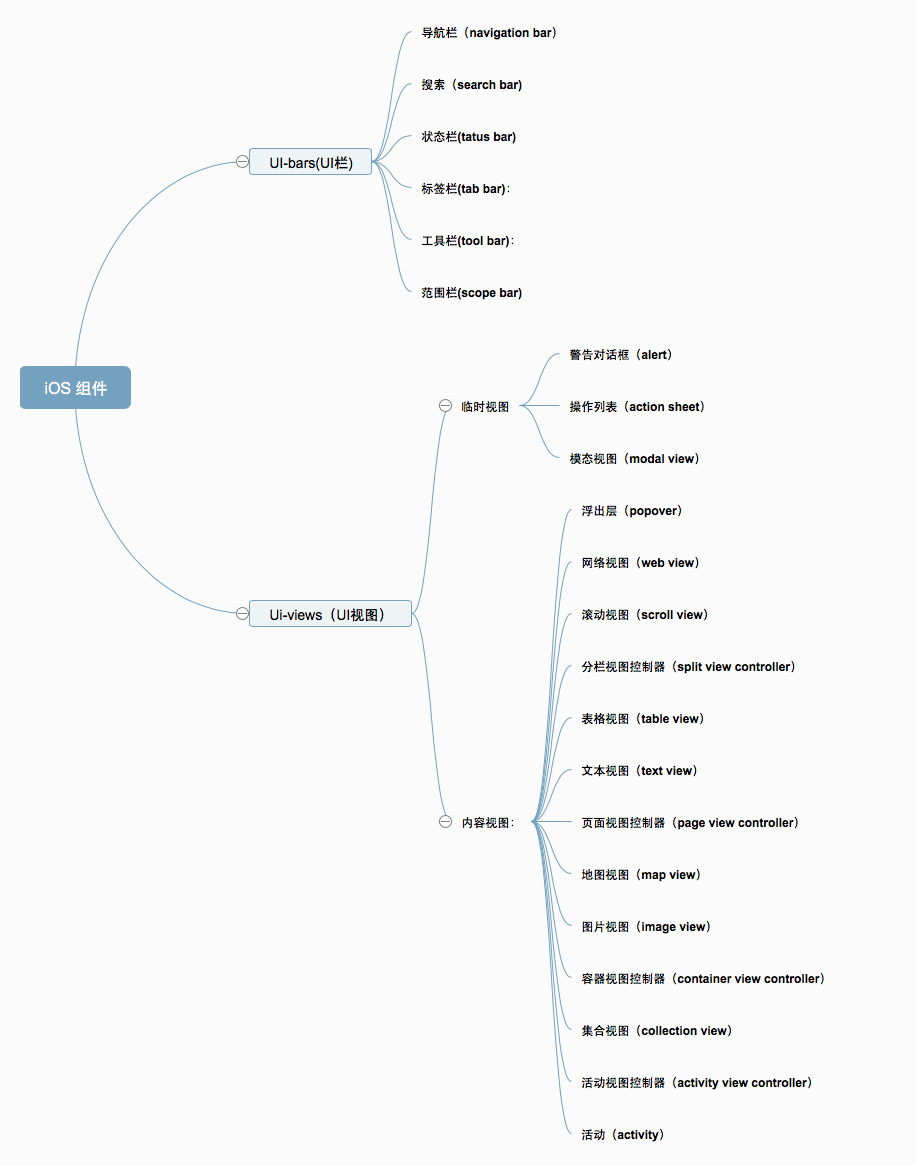 iOS 组件
UI-bars(UI栏)
导航栏（navigation bar）
搜索（search bar)
状态栏(tatus bar)
标签栏(tab bar)：
工具栏(tool bar)：
范围栏(scope bar)
Ui-views（UI视图）
临时视图
警告对话框（alert）
操作列表（action sheet）
模态视图（modal view）
内容视图：
浮出层（popover）
网络视图（web view）
滚动视图（scroll view）
分栏视图控制器（split view controller）
表格视图（table view）
文本视图（text view）
页面视图控制器（page view controller）
地图视图（map view）
图片视图（image view）
容器视图控制器（container view controller）
集合视图（collection view）
活动视图控制器（activity view controller）
活动（activity）